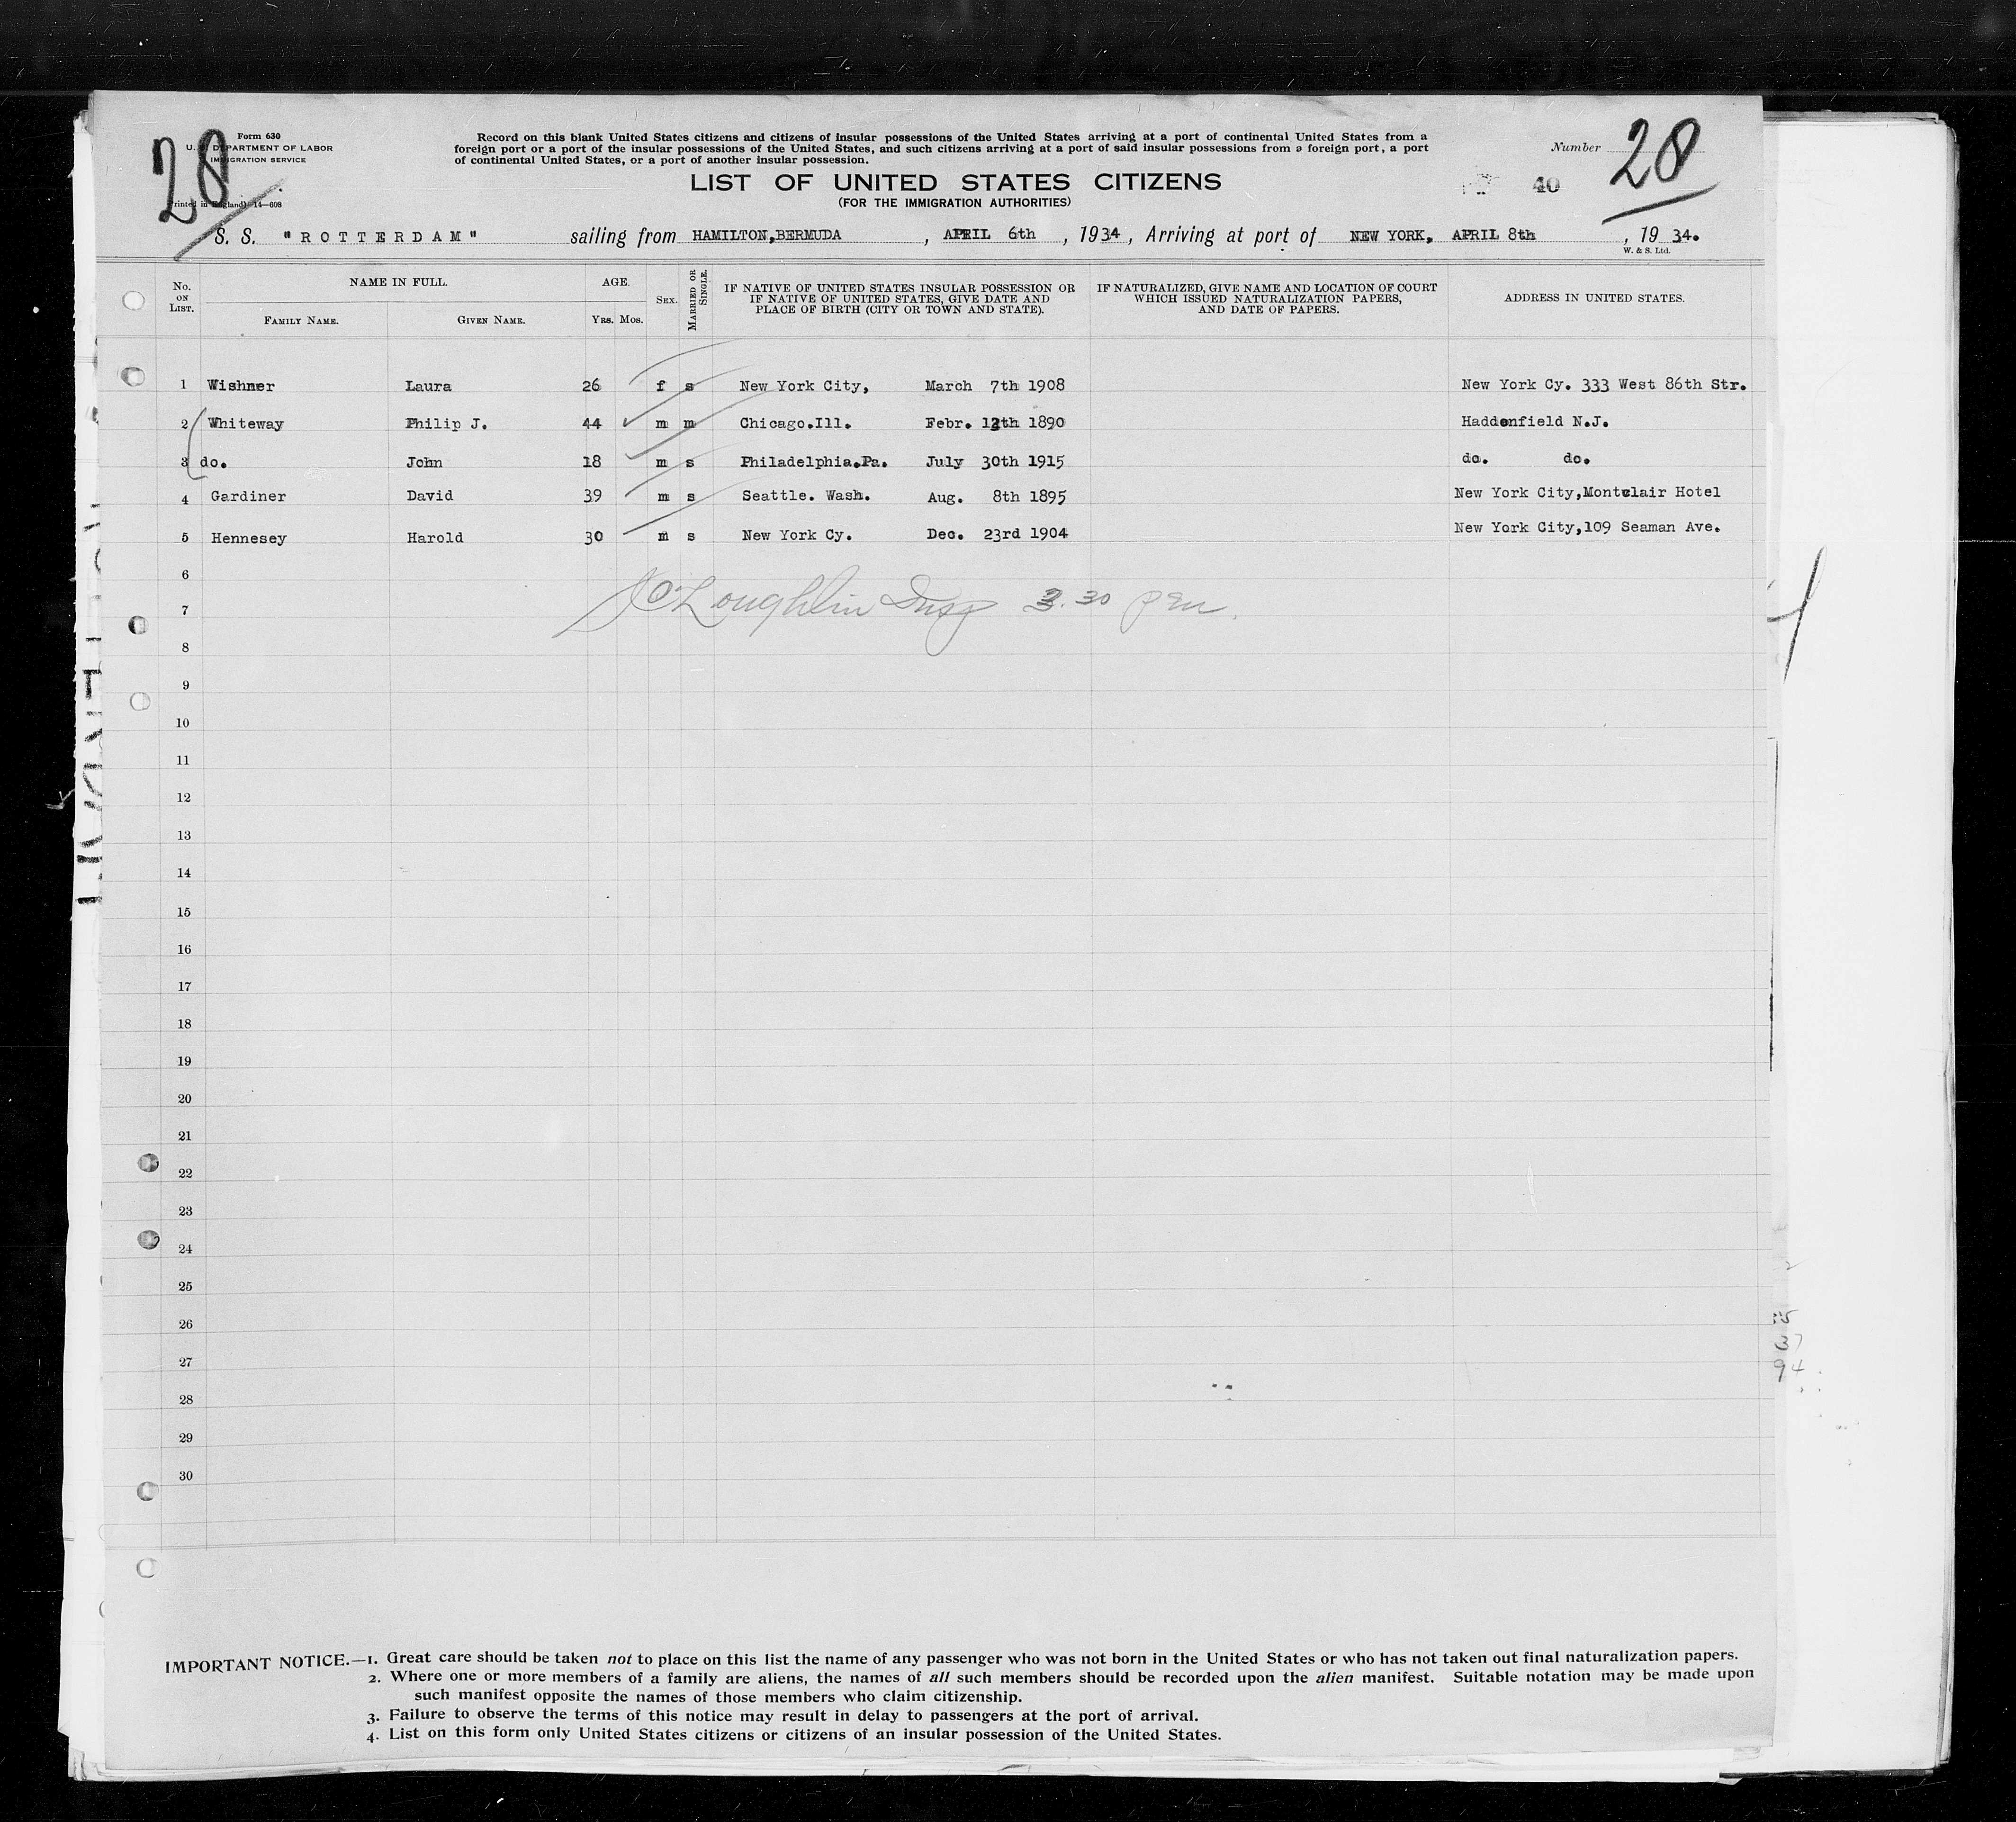 28
Form 630
U. S. DEPARTMENT OF LABOR
IMMIGRATION SERVICE
(Printed in England) 14—608
Record on this blank United States citizens and citizens of insular possessions of the United States arriving at a port of continental United States from a
foreign port or a port of the insular possessions of the United States, and such citizens arriving at a port of said insular possessions from a foreign port, a port
of continental United States, or a port of another insular possession.
Number 28
LIST OF UNITED STATES CITIZENS
40
(FOR THE IMMIGRATION AUTHORITIES)
S. S. "ROTTERDAM" sailing from HAMILTON,BERMUDA , APRIL 6th , 1934 , Arriving at port of NEW YORK, APRIL 8th , 19 34.
W. & S. Ltd.
No. ON LIST. NAME IN FULL. AGE. SEX. MARRIED OR SINGLE. IF NATIVE OF UNITED STATES INSULAR POSSESSION OR IF NATIVE OF UNITED STATES, GIVE DATE AND PLACE OF BIRTH (CITY OR TOWN AND STATE). IF NATURALIZED, GIVE NAME AND LOCATION OF COURT WHICH ISSUED NATURALIZATION PAPERS, AND DATE OF PAPERS. ADDRESS IN UNITED STATES.
FAMILY NAME. GIVEN NAME. YRS. MOS.
1 Wishner Laura 26 f s New York City, March 7th 1908 New York Cy. 333 West 86th Str.
2 Whiteway Philip J. 44 m m Chicago.Ill. Febr. 1890 Haddonfield N.J.
3 do. John 18 m s Philadelphia.Pa. July 30th 1915 do. do.
4 Gardiner David 39 m s Seattle. Wash. Aug. 8th 1895 New York City,Montclair Hotel
5 Hennesey Harold 30 m s New York Cy. Dec. 23rd 1904 New York City,109 Seaman Ave.
6
7 O'Loughlin Insp 3.30 pm
8
9
10
11
12
13
14
15
16
17
18
19
20
21
22
23
24
25
26
27
28
29
30
37
94
IMPORTANT NOTICE.—1. Great care should be taken not to place on this list the name of any passenger who was not born in the United States or who has not taken out final naturalization papers.
2. Where one or more members of a family are aliens, the names of all such members should be recorded upon the alien manifest. Suitable notation may be made upon
such manifest opposite the names of those members who claim citizenship.
3. Failure to observe the terms of this notice may result in delay to passengers at the port of arrival.
4. List on this form only United States citizens or citizens of an insular possession of the United States.